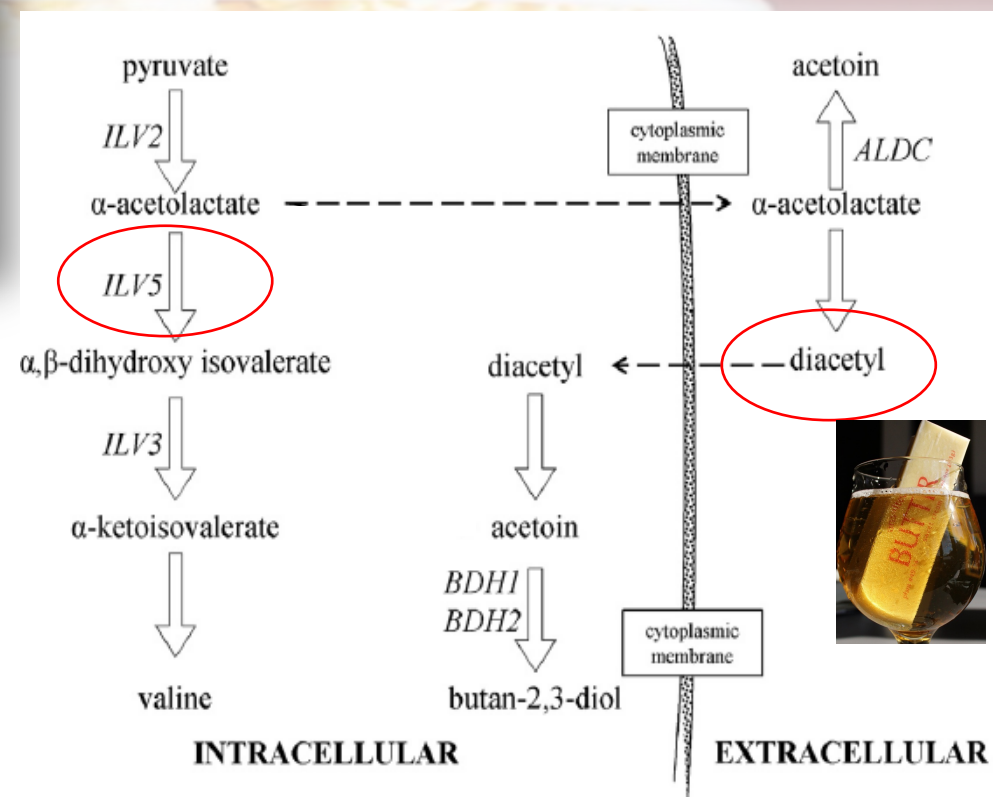 pyruvate
ILV2
α-acetolactate
ILV5
α,β-dihydroxy isovalerate
ILV3
α-ketoisovalerate
valine
diacetyl
acetoin
BDH1
BDH2
butan-2,3-diol
INTRACELLULAR
cytoplasmic
membrane
cytoplasmic
membrane
acetoin
ALDC
α-acetolactate
diacetyl
BUTTER
EXTRACELLULAR